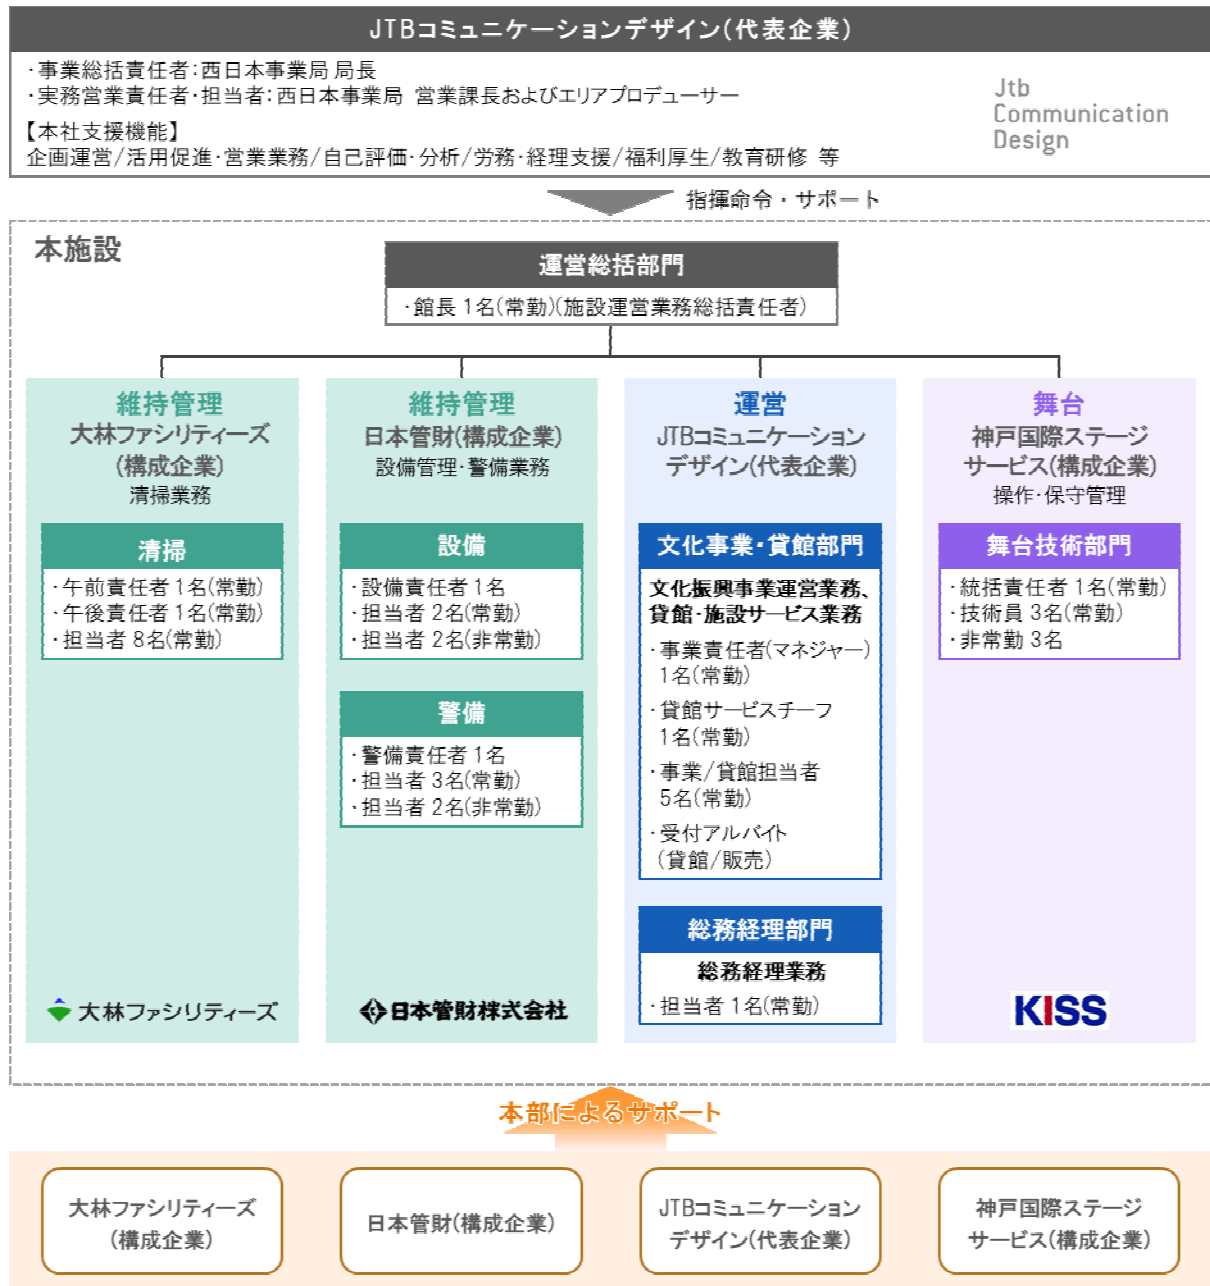 JTBコミュニケーションデザイン(代表企業)
・事業総括責任者：西日本事業局 局長
・実務営業責任者・担当者：西日本事業局 営業課長およびエリアプロデューサー
【本社支援機能】
企画運営/活用促進・営業業務/自己評価・分析/労務・経理支援/福利厚生/教育研修 等
Jtb
Communication
Design
指揮命令・サポート
本施設
運営総括部門
・館長 1名(常勤)(施設運営業務総括責任者)
維持管理
大林ファシリティーズ
(構成企業)
清掃業務
清掃
・午前責任者 1名(常勤)
・午後責任者 1名(常勤)
・担当者 8名(常勤)
大林ファシリティーズ
維持管理
日本管財(構成企業)
設備管理・警備業務
設備
・設備責任者 1名
・担当者 2名(常勤)
・担当者 2名(非常勤)
警備
・警備責任者 1名
・担当者 3名(常勤)
・担当者 2名(非常勤)
日本管財株式会社
運営
JTBコミュニケーション
デザイン(代表企業)
文化事業・貸館部門
文化振興事業運営業務、
貸館・施設サービス業務
・事業責任者(マネジャー)
1名(常勤)
・貸館サービスチーフ
1名(常勤)
・事業/貸館担当者
5名(常勤)
・受付アルバイト
(貸館/販売)
総務経理部門
総務経理業務
・担当者 1名(常勤)
舞台
神戸国際ステージ
サービス(構成企業)
操作・保守管理
舞台技術部門
・統括責任者 1名(常勤)
・技術員 3名(常勤)
・非常勤 3名
KISS
本部によるサポート
大林ファシリティーズ
(構成企業)
日本管財(構成企業)
JTBコミュニケーション
デザイン(代表企業)
神戸国際ステージ
サービス(構成企業)